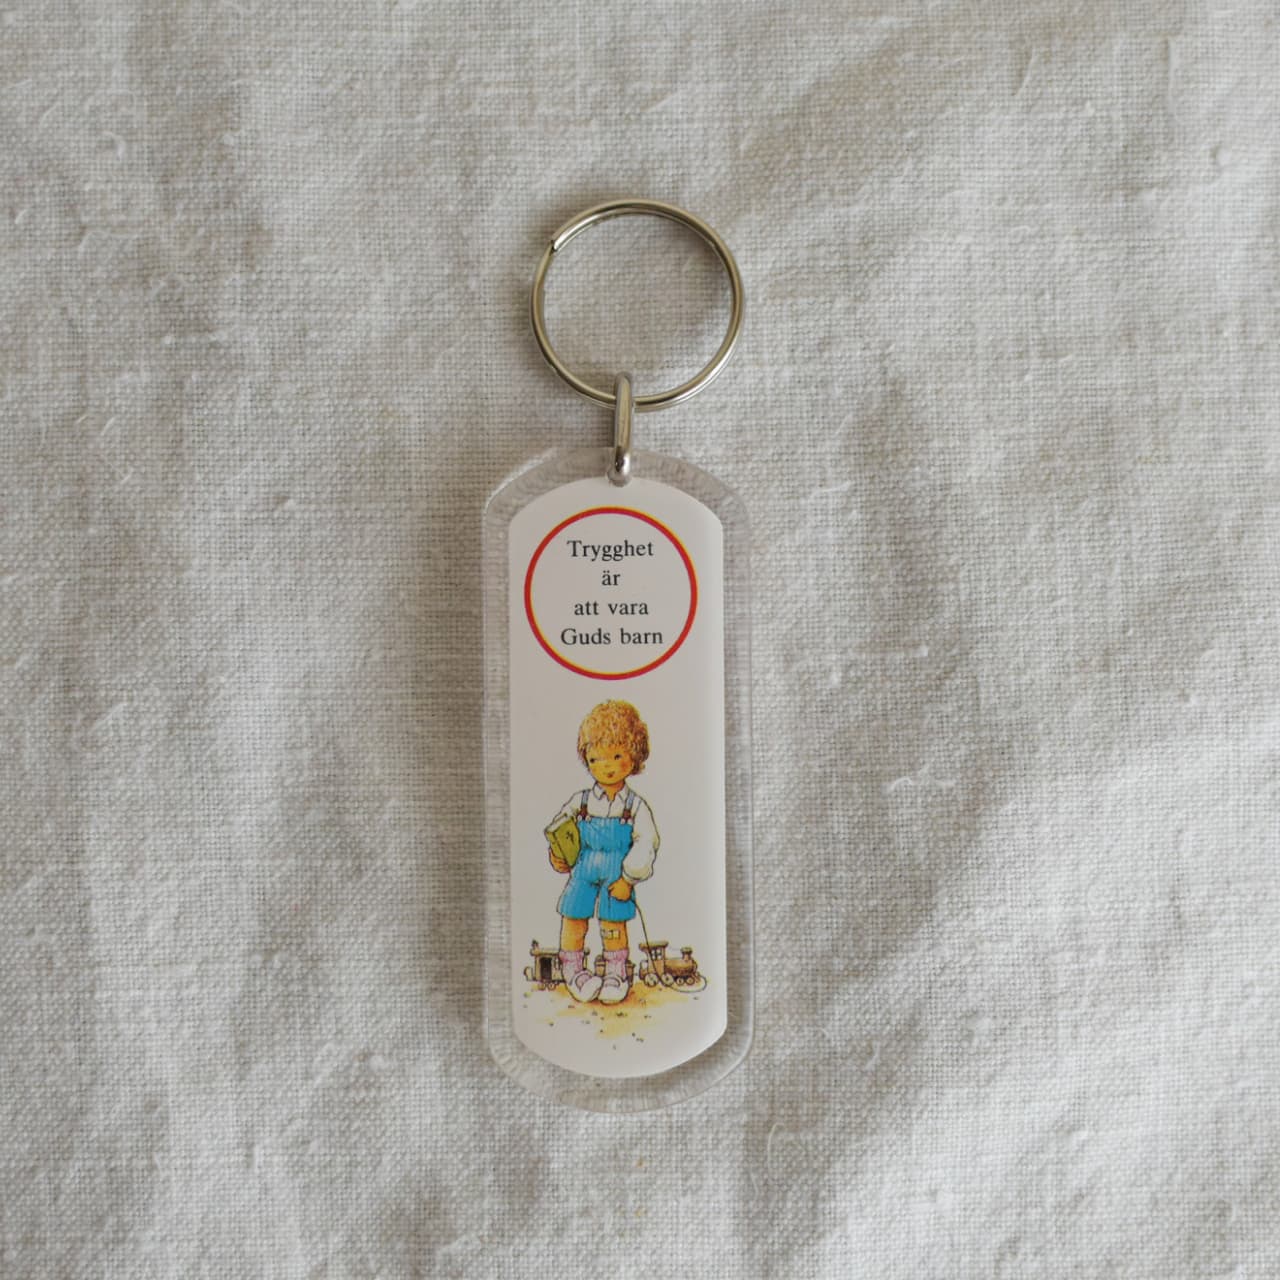 Trygghet
är
att vara
Guds barn